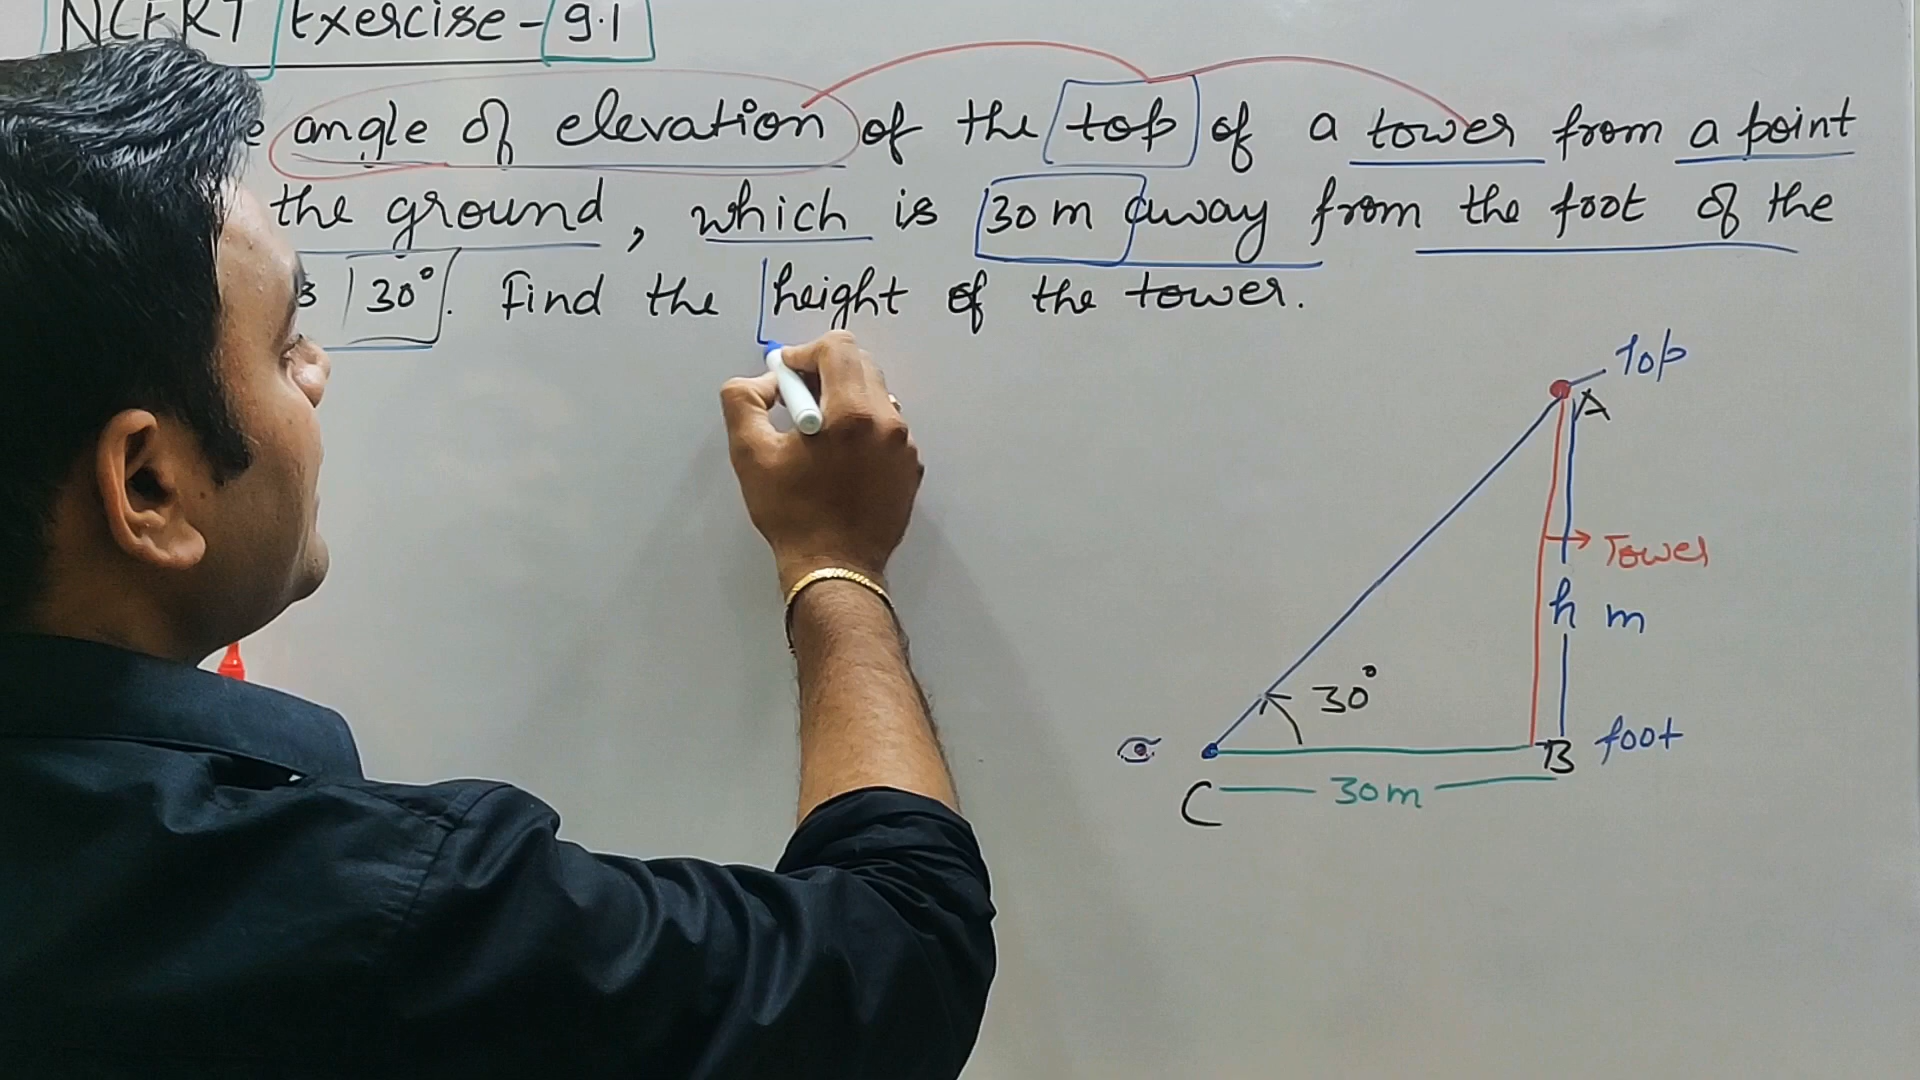 NCERT Exercise-9.1
angle of elevation of the top of a tower from a point
the ground, which is 30 m away from the foot of the
30°. Find the height of the tower.
Top
A
Tower
h m
30°
B foot
C
30m